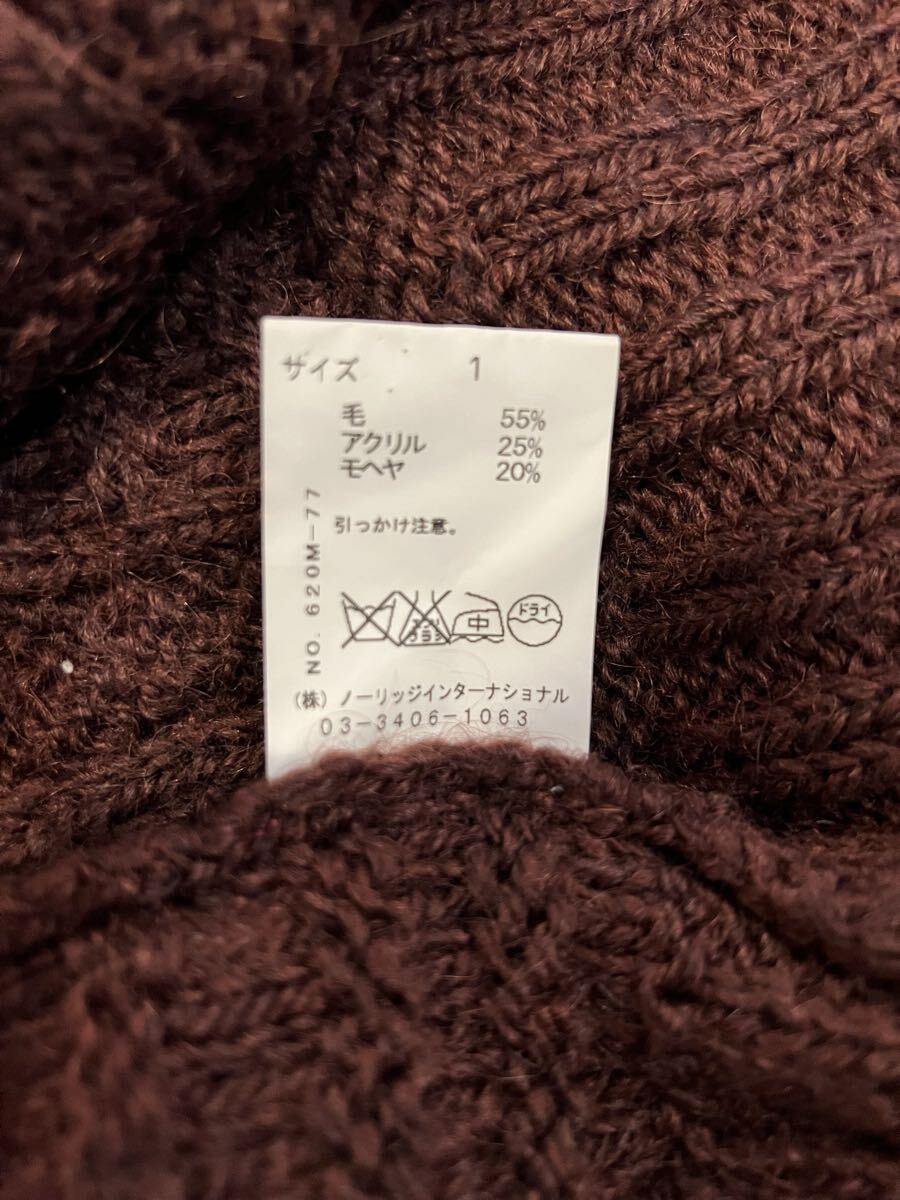 サイズ 1
毛 55%
アクリル 25%
モヘヤ 20%
引っかけ注意。
NO. 620M-77
中 ドライ
(株) ノーリッジインターナショナル
03-3406-1063